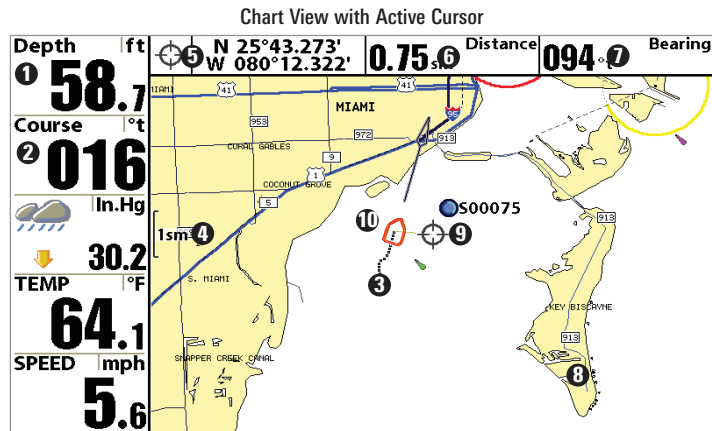 Chart View with Active Cursor
Depth ft
1 58.7
5 N 25°43.273'
W 080°12.322'
Distance
0.75 6
Bearing
094 °t 7
Course °t
2 016
In.Hg
30.2
TEMP °F
64.1
SPEED mph
5.6
IAMI
41
41
MIAMI
95
953
972
913
CORAL GABLES
9
1
COCONUT GROVE
5
1sm 4
10
S00075
9
3
913
S. MIAMI
KEY BISCAYNE
913
SNAPPER CREEK CANAL
8